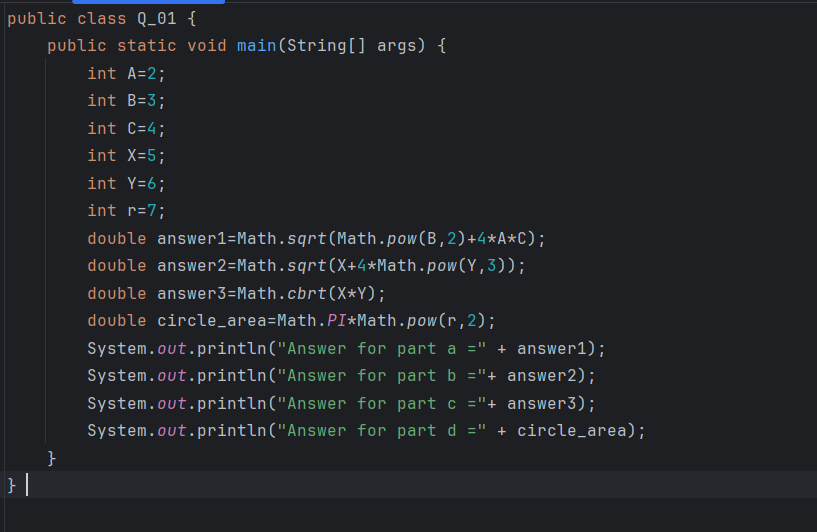 public class Q_01 {
    public static void main(String[] args) {
        int A=2;
        int B=3;
        int C=4;
        int X=5;
        int Y=6;
        int r=7;
        double answer1=Math.sqrt(Math.pow(B,2)+4*A*C);
        double answer2=Math.sqrt(X+4*Math.pow(Y,3));
        double answer3=Math.cbrt(X*Y);
        double circle_area=Math.PI*Math.pow(r,2);
        System.out.println("Answer for part a =" + answer1);
        System.out.println("Answer for part b ="+ answer2);
        System.out.println("Answer for part c ="+ answer3);
        System.out.println("Answer for part d =" + circle_area);
    }
}